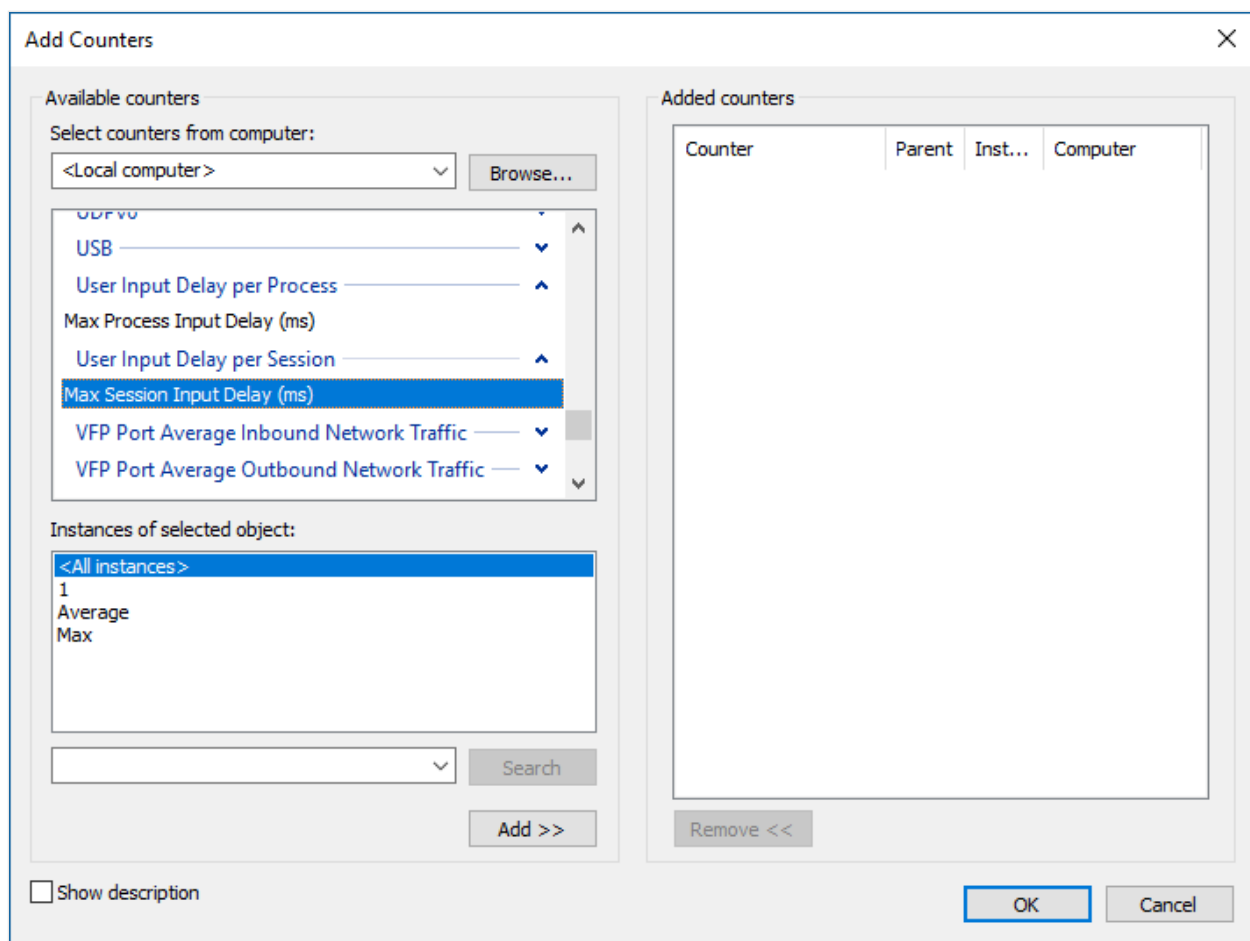 Add Counters
Available counters
Select counters from computer:
<Local computer>
Browse...
USB
User Input Delay per Process
Max Process Input Delay (ms)
User Input Delay per Session
Max Session Input Delay (ms)
VFP Port Average Inbound Network Traffic
VFP Port Average Outbound Network Traffic
Instances of selected object:
<All instances>
1
Average
Max
Search
Add >>
Show description
Added counters
Counter Parent Inst... Computer
Remove <<
OK Cancel